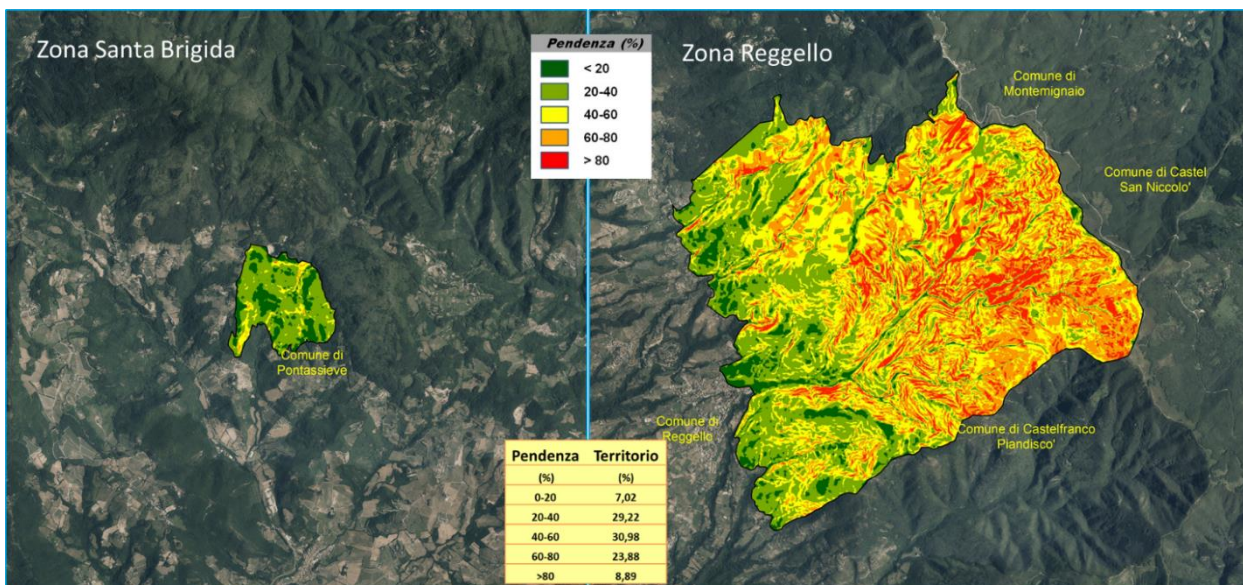 Zona Santa Brigida
Pendenza (%)
< 20
20-40
40-60
60-80
> 80
Zona Reggello
Comune di
Montemignaio
Comune di Castel
San Niccolo'
Comune di
Pontassieve
Comune di
Reggello
Comune di Castelfranco
Piandisco'
Pendenza Territorio
(%) (%)
0-20 7,02
20-40 29,22
40-60 30,98
60-80 23,88
>80 8,89